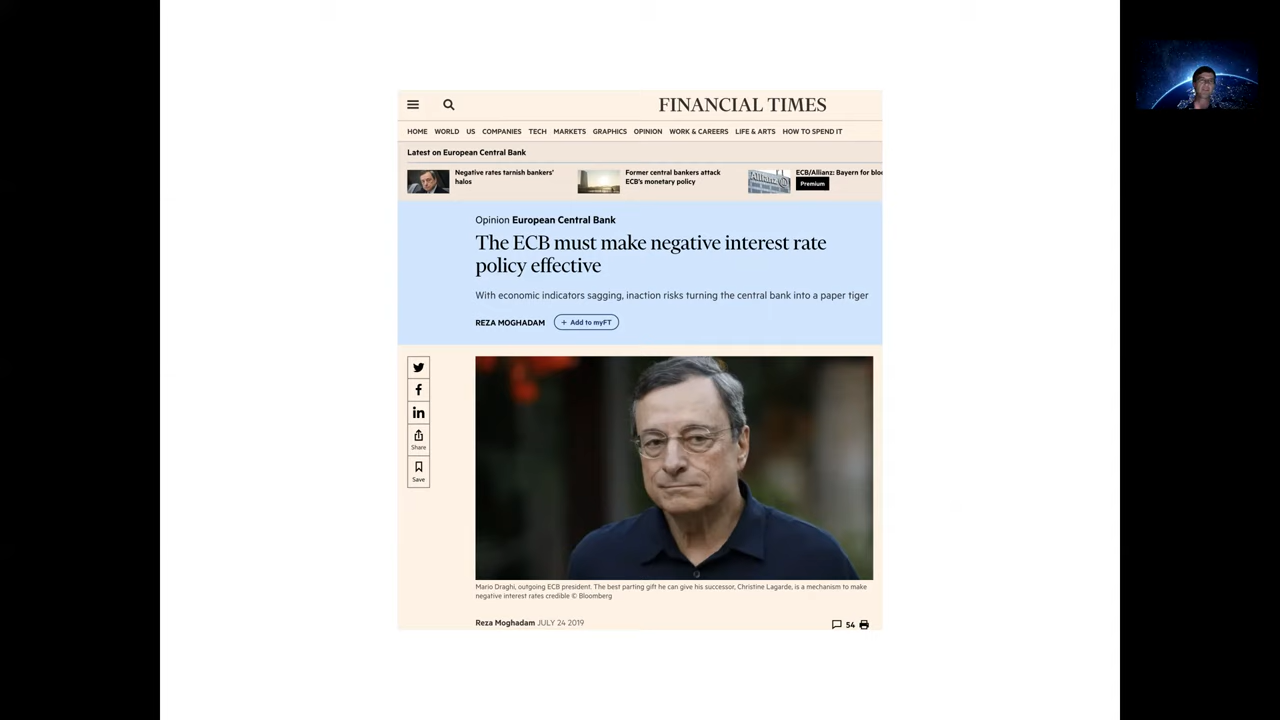 FINANCIAL TIMES
HOME WORLD US COMPANIES TECH MARKETS GRAPHICS OPINION WORK & CAREERS LIFE & ARTS HOW TO SPEND IT
Latest on European Central Bank
Negative rates tarnish bankers'
halos
Former central bankers attack
ECB's monetary policy
ECB/Allianz: Bayern for bloc
Premium
Allianz
Opinion European Central Bank
The ECB must make negative interest rate
policy effective
With economic indicators sagging, inaction risks turning the central bank into a paper tiger
REZA MOGHADAM
+ Add to myFT
Share
Save
Mario Draghi, outgoing ECB president. The best parting gift he can give his successor, Christine Lagarde, is a mechanism to make
negative interest rates credible © Bloomberg
Reza Moghadam JULY 24 2019
54